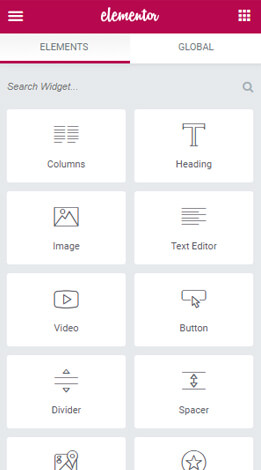 elementor
ELEMENTS GLOBAL
Search Widget...
Columns Heading
Image Text Editor
Video Button
Divider Spacer